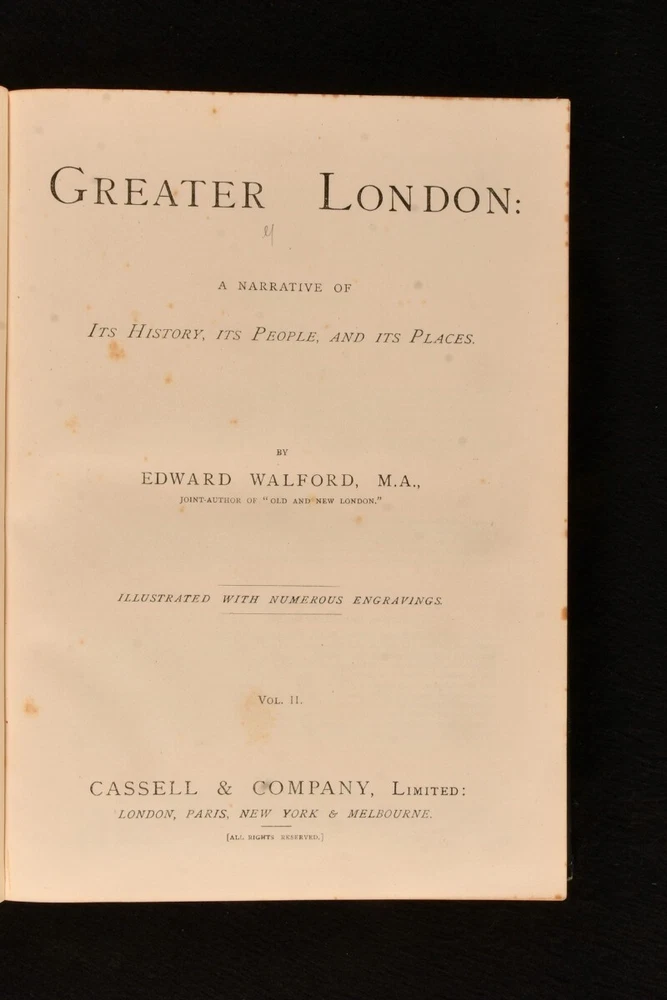 GREATER LONDON:
A NARRATIVE OF
ITS HISTORY, ITS PEOPLE, AND ITS PLACES.
BY
EDWARD WALFORD, M.A.,
JOINT-AUTHOR OF "OLD AND NEW LONDON."
ILLUSTRATED WITH NUMEROUS ENGRAVINGS.
VOL. II.
CASSELL & COMPANY, LIMITED:
LONDON, PARIS, NEW YORK & MELBOURNE.
[ALL RIGHTS RESERVED.]